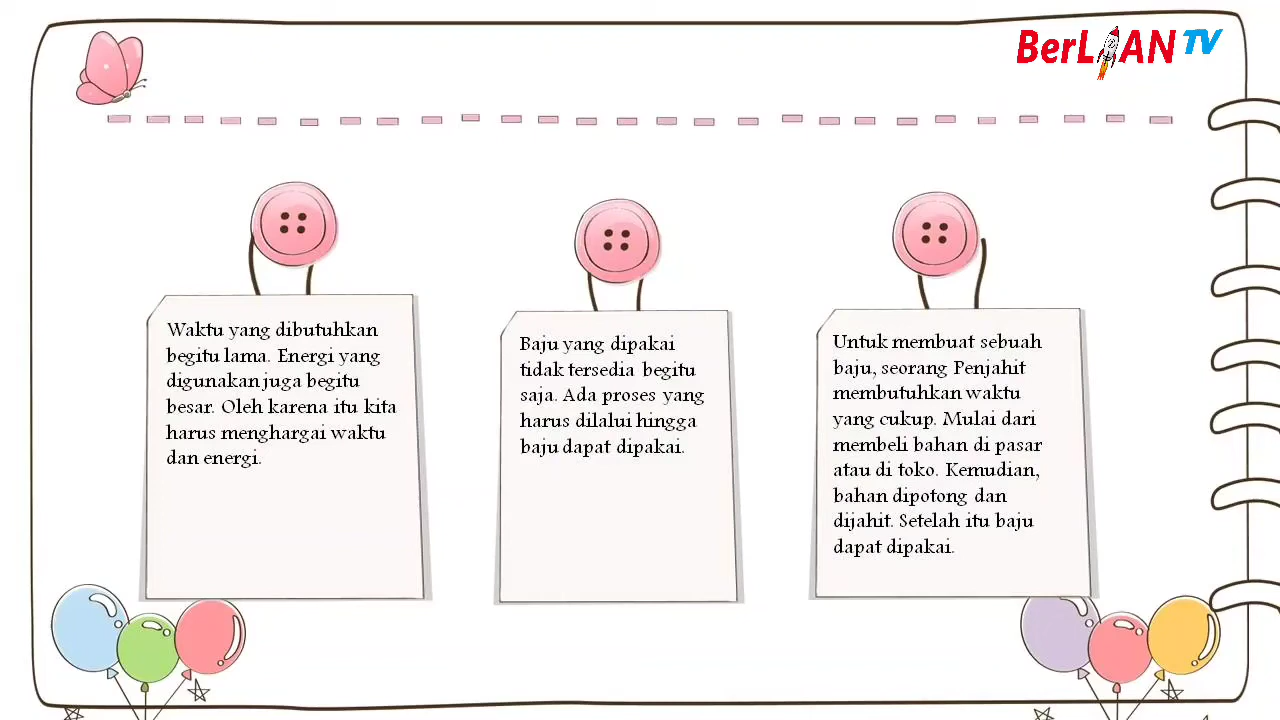 BerLIAN TV
Waktu yang dibutuhkan
begitu lama. Energi yang
digunakan juga begitu
besar. Oleh karena itu kita
harus menghargai waktu
dan energi.
Baju yang dipakai
tidak tersedia begitu
saja. Ada proses yang
harus dilalui hingga
baju dapat dipakai.
Untuk membuat sebuah
baju, seorang Penjahit
membutuhkan waktu
yang cukup. Mulai dari
membeli bahan di pasar
atau di toko. Kemudian,
bahan dipotong dan
dijahit. Setelah itu baju
dapat dipakai.